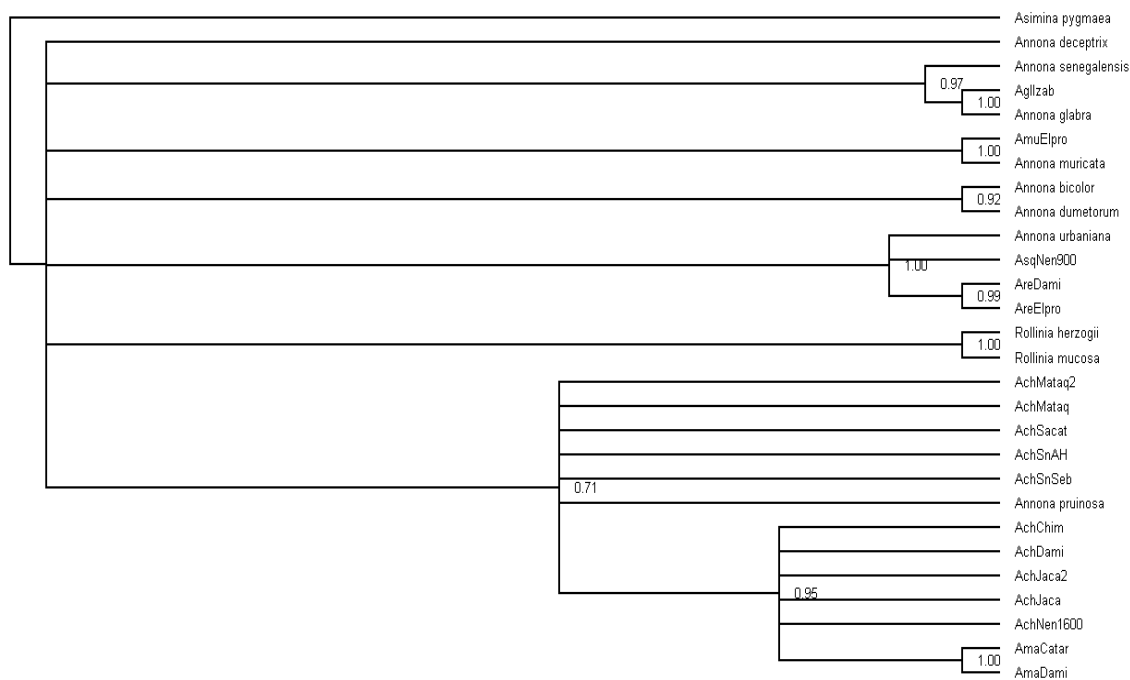 Asimina pygmaea
Annona deceptrix
Annona senegalensis
0.97
AglIzab
1.00
Annona glabra
AmuElpro
1.00
Annona muricata
Annona bicolor
0.92
Annona dumetorum
Annona urbaniana
AsqNen900
1.00
AreDami
0.99
AreElpro
Rollinia herzogii
1.00
Rollinia mucosa
AchMataq2
AchMataq
AchSacat
AchSnAH
AchSnSeb
0.71
Annona pruinosa
AchChim
AchDami
AchJaca2
0.95
AchJaca
AchNen1600
AmaCatar
1.00
AmaDami